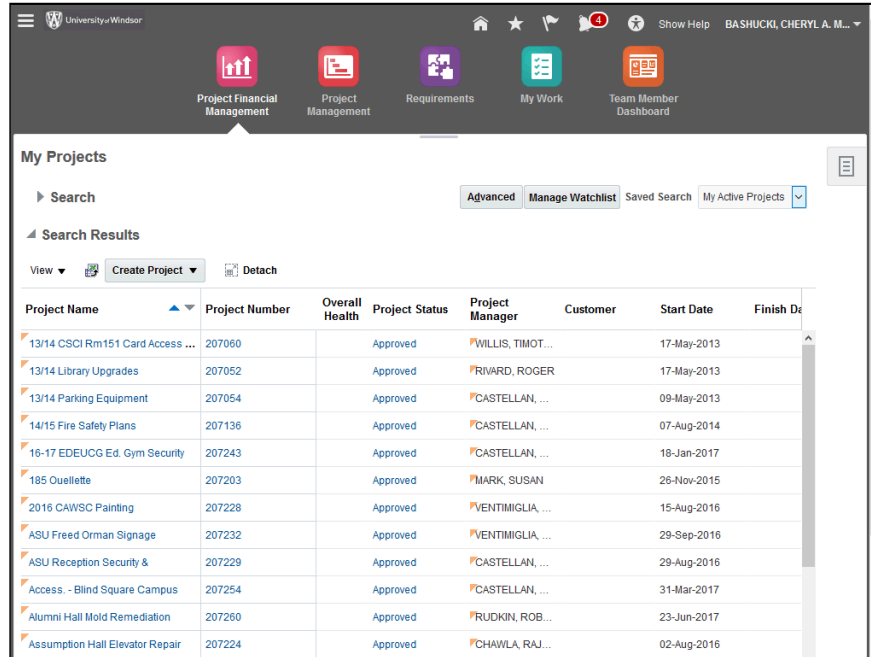 University of Windsor 4 Show Help BASHUCKI, CHERYL A. M...
Project Financial Management Project Management Requirements My Work Team Member Dashboard
My Projects
Search Advanced Manage Watchlist Saved Search My Active Projects
Search Results
View Create Project Detach
Project Name Project Number Overall Health Project Status Project Manager Customer Start Date Finish Da
13/14 CSCI Rm151 Card Access ... 207060 Approved WILLIS, TIMOT... 17-May-2013
13/14 Library Upgrades 207052 Approved RIVARD, ROGER 17-May-2013
13/14 Parking Equipment 207054 Approved CASTELLAN, ... 09-May-2013
14/15 Fire Safety Plans 207136 Approved CASTELLAN, ... 07-Aug-2014
16-17 EDEUCG Ed. Gym Security 207243 Approved CASTELLAN, ... 18-Jan-2017
185 Ouellette 207203 Approved MARK, SUSAN 26-Nov-2015
2016 CAWSC Painting 207228 Approved VENTIMIGLIA, ... 15-Aug-2016
ASU Freed Orman Signage 207232 Approved VENTIMIGLIA, ... 29-Sep-2016
ASU Reception Security & 207229 Approved CASTELLAN, ... 29-Aug-2016
Access. - Blind Square Campus 207254 Approved CASTELLAN, ... 31-Mar-2017
Alumni Hall Mold Remediation 207260 Approved RUDKIN, ROB... 23-Jun-2017
Assumption Hall Elevator Repair 207224 Approved CHAWLA, RAJ... 02-Aug-2016